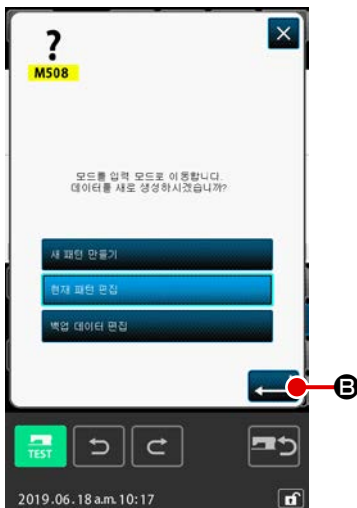 ?
M508
모드를 입력 모드로 이동합니다.
데이터를 새로 생성하시겠습니까?
새 패턴 만들기
현재 패턴 편집
백업 데이터 편집
B
TEST
2019.06.18 a.m. 10:17